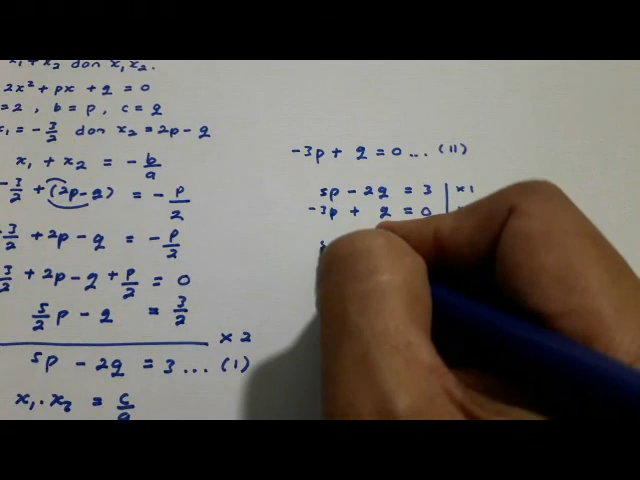 x₁ + x₂ dan x₁x₂.
2x² + px + q = 0
=2, b = p, c = q
x₁ = -3/2 dan x₂ = 2p - q
x₁ + x₂ = -b/a
-3/2 + (2p - q) = -p/2
-3/2 + 2p - q = -p/2
3/2 + 2p - q + p/2 = 0
5/2 p - q = 3/2
x 2
5p - 2q = 3 ... (1)
x₁ . x₂ = c/a
-3p + q = 0 ... (11)
5p - 2q = 3 | x1
-3p + q = 0 |